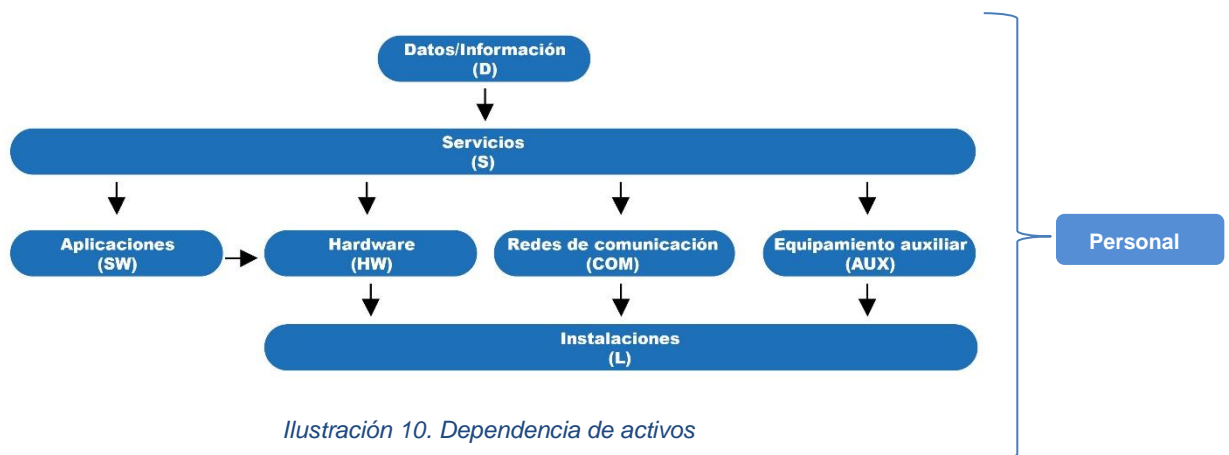 Datos/Información
(D)
Servicios
(S)
Aplicaciones
(SW)
Hardware
(HW)
Redes de comunicación
(COM)
Equipamiento auxiliar
(AUX)
Personal
Instalaciones
(L)
Ilustración 10. Dependencia de activos